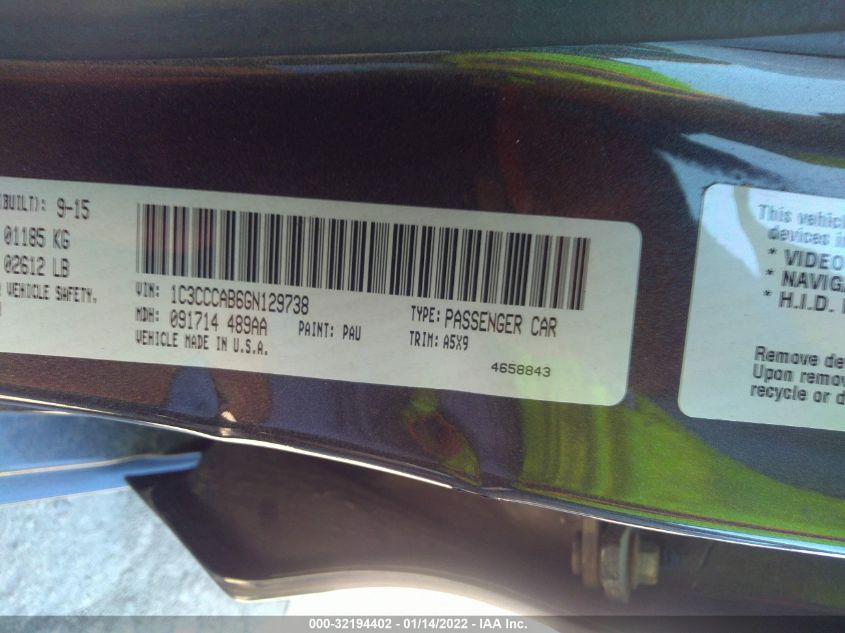 (BUILT): 9-15
01185 KG
02612 LB
VEHICLE SAFETY.
VIN: 1C3CCCAB6GN129738
MDH: 091714 489AA
PAINT: PAU
VEHICLE MADE IN U.S.A.
TYPE: PASSENGER CAR
TRIM: A5X9
4658843
This vehicl
devices in
* VIDEO
* NAVIGA
* H.I.D.
Remove de
Upon remov
recycle or d
000-32194402 - 01/14/2022 - IAA Inc.